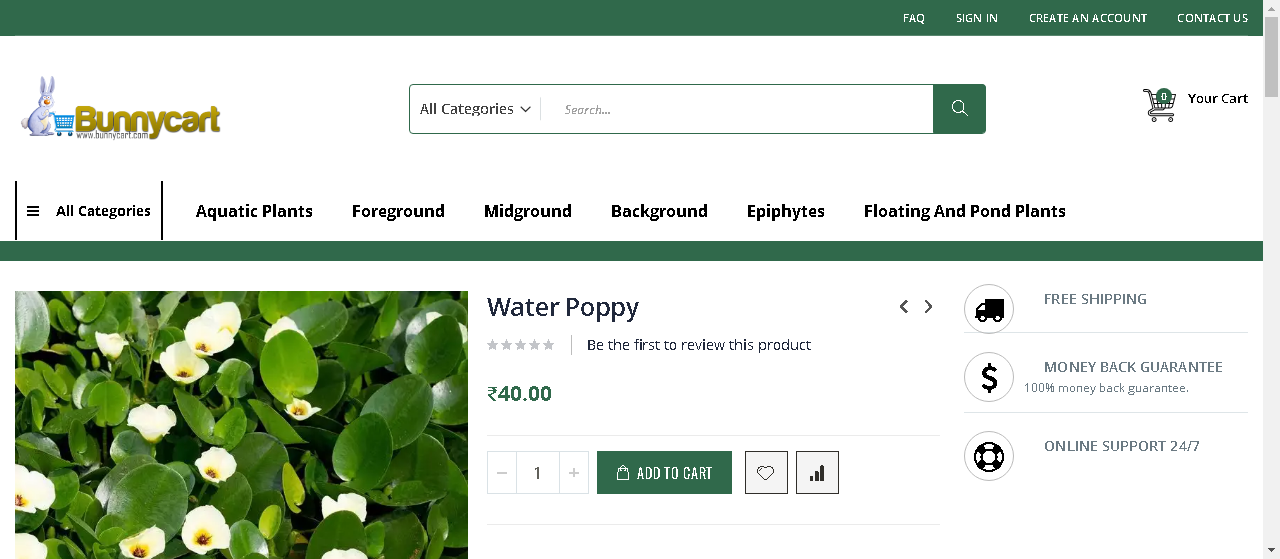 FAQ SIGN IN CREATE AN ACCOUNT CONTACT US
Bunnycart
www.bunnycart.com
All Categories Search...
0 Your Cart
All Categories Aquatic Plants Foreground Midground Background Epiphytes Floating And Pond Plants
Water Poppy
Be the first to review this product
₹40.00
1 ADD TO CART
FREE SHIPPING
MONEY BACK GUARANTEE
100% money back guarantee.
ONLINE SUPPORT 24/7